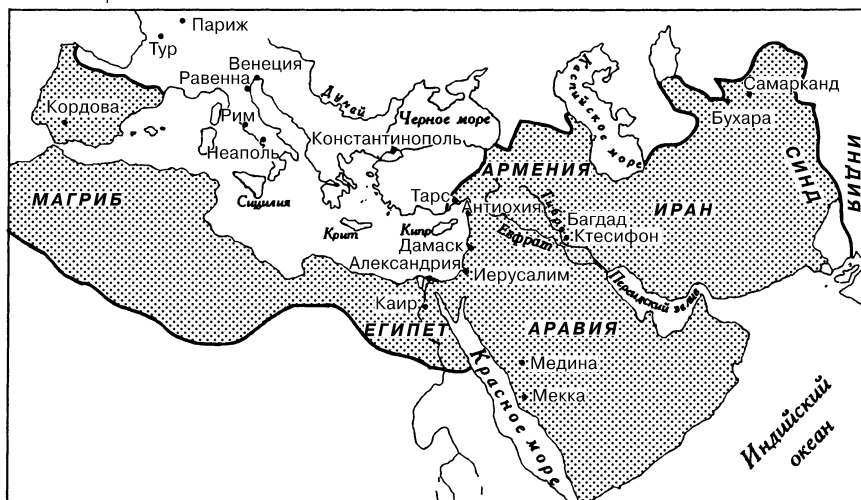 Париж
Тур
Венеция
Равенна
Дунай
Каспийское море
Самарканд
Бухара
Кордова
Рим
Черное море
Константинополь
Неаполь
АРМЕНИЯ
СИНД
ИНДИЯ
МАГРИБ
Сицилия
Тарс
Антиохия
Тигр
ИРАН
Багдад
Крит
Кипр
Евфрат
Ктесифон
Дамаск
Александрия
Иерусалим
Персидский залив
Каир
ЕГИПЕТ
АРАВИЯ
Медина
Мекка
Красное море
Индийский
океан